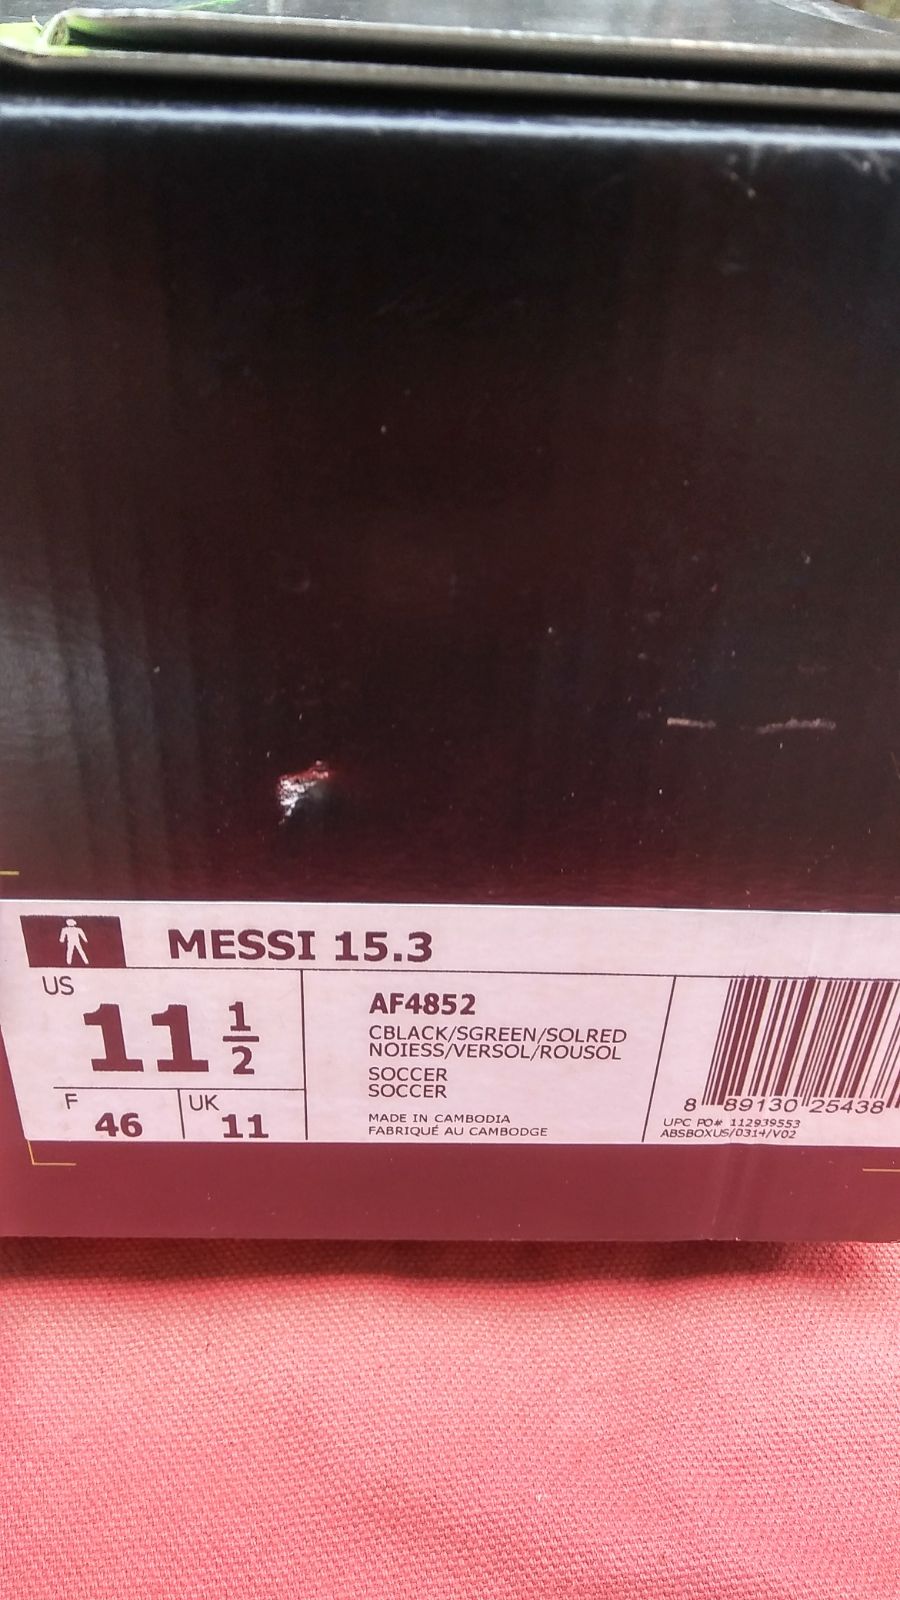 MESSI 15.3
US
11 1/2
F 46
UK 11
AF4852
CBLACK/SGREEN/SOLRED
NOIESS/VERSOL/ROUSOL
SOCCER
SOCCER
MADE IN CAMBODIA
FABRIQUÉ AU CAMBODGE
8 89130 25438
UPC PO# 112939553
ABSBOXUS/0314/V02